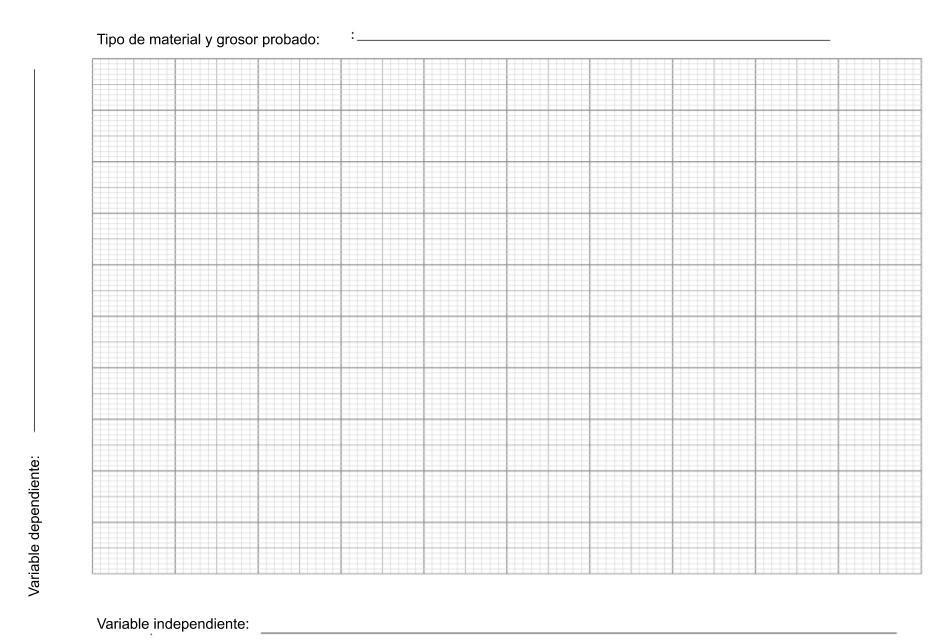 Tipo de material y grosor probado: :
Variable dependiente:
Variable independiente: